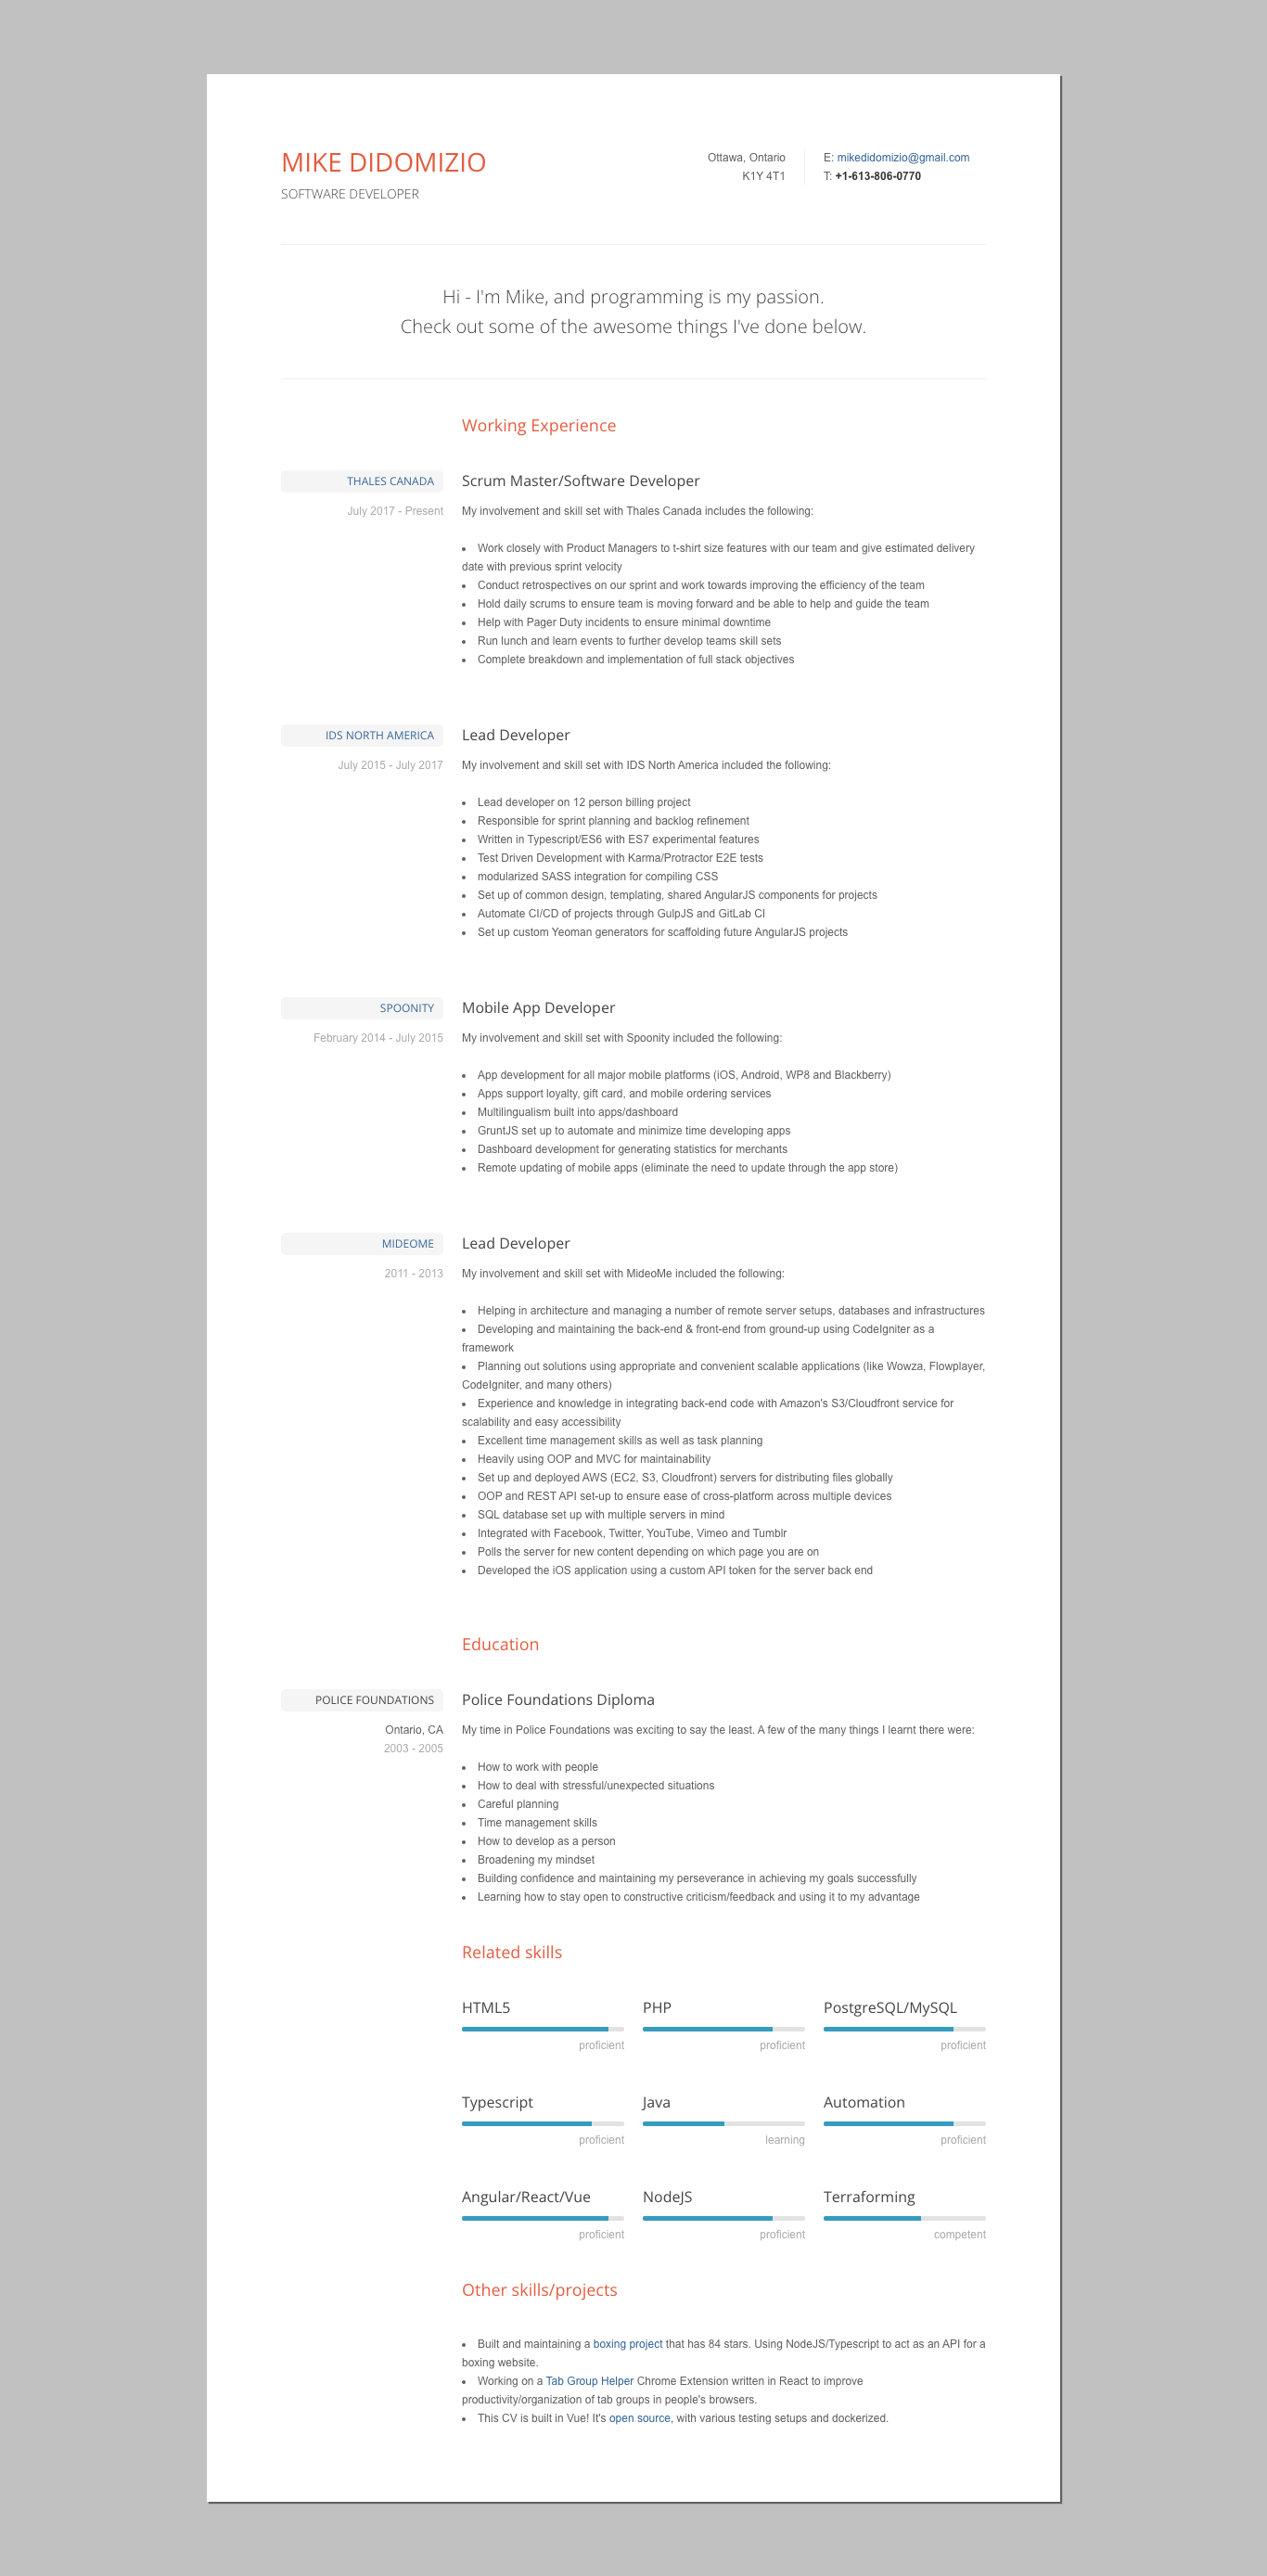 MIKE DIDOMIZIO
SOFTWARE DEVELOPER
Ottawa, Ontario
K1Y 4T1
E: mikedidomizio@gmail.com
T: +1-613-806-0770
Hi - I'm Mike, and programming is my passion.
Check out some of the awesome things I've done below.
Working Experience
THALES CANADA
July 2017 - Present
Scrum Master/Software Developer
My involvement and skill set with Thales Canada includes the following:
• Work closely with Product Managers to t-shirt size features with our team and give estimated delivery
date with previous sprint velocity
• Conduct retrospectives on our sprint and work towards improving the efficiency of the team
• Hold daily scrums to ensure team is moving forward and be able to help and guide the team
• Help with Pager Duty incidents to ensure minimal downtime
• Run lunch and learn events to further develop teams skill sets
• Complete breakdown and implementation of full stack objectives
IDS NORTH AMERICA
July 2015 - July 2017
Lead Developer
My involvement and skill set with IDS North America included the following:
• Lead developer on 12 person billing project
• Responsible for sprint planning and backlog refinement
• Written in Typescript/ES6 with ES7 experimental features
• Test Driven Development with Karma/Protractor E2E tests
• modularized SASS integration for compiling CSS
• Set up of common design, templating, shared AngularJS components for projects
• Automate CI/CD of projects through GulpJS and GitLab CI
• Set up custom Yeoman generators for scaffolding future AngularJS projects
SPOONITY
February 2014 - July 2015
Mobile App Developer
My involvement and skill set with Spoonity included the following:
• App development for all major mobile platforms (iOS, Android, WP8 and Blackberry)
• Apps support loyalty, gift card, and mobile ordering services
• Multilingualism built into apps/dashboard
• GruntJS set up to automate and minimize time developing apps
• Dashboard development for generating statistics for merchants
• Remote updating of mobile apps (eliminate the need to update through the app store)
MIDEOME
2011 - 2013
Lead Developer
My involvement and skill set with MideoMe included the following:
• Helping in architecture and managing a number of remote server setups, databases and infrastructures
• Developing and maintaining the back-end & front-end from ground-up using CodeIgniter as a
framework
• Planning out solutions using appropriate and convenient scalable applications (like Wowza, Flowplayer,
CodeIgniter, and many others)
• Experience and knowledge in integrating back-end code with Amazon's S3/Cloudfront service for
scalability and easy accessibility
• Excellent time management skills as well as task planning
• Heavily using OOP and MVC for maintainability
• Set up and deployed AWS (EC2, S3, Cloudfront) servers for distributing files globally
• OOP and REST API set-up to ensure ease of cross-platform across multiple devices
• SQL database set up with multiple servers in mind
• Integrated with Facebook, Twitter, YouTube, Vimeo and Tumblr
• Polls the server for new content depending on which page you are on
• Developed the iOS application using a custom API token for the server back end
Education
POLICE FOUNDATIONS
Ontario, CA
2003 - 2005
Police Foundations Diploma
My time in Police Foundations was exciting to say the least. A few of the many things I learnt there were:
• How to work with people
• How to deal with stressful/unexpected situations
• Careful planning
• Time management skills
• How to develop as a person
• Broadening my mindset
• Building confidence and maintaining my perseverance in achieving my goals successfully
• Learning how to stay open to constructive criticism/feedback and using it to my advantage
Related skills
HTML5
proficient
PHP
proficient
PostgreSQL/MySQL
proficient
Typescript
proficient
Java
learning
Automation
proficient
Angular/React/Vue
proficient
NodeJS
proficient
Terraforming
competent
Other skills/projects
• Built and maintaining a boxing project that has 84 stars. Using NodeJS/Typescript to act as an API for a
boxing website.
• Working on a Tab Group Helper Chrome Extension written in React to improve
productivity/organization of tab groups in people's browsers.
• This CV is built in Vue! It's open source, with various testing setups and dockerized.